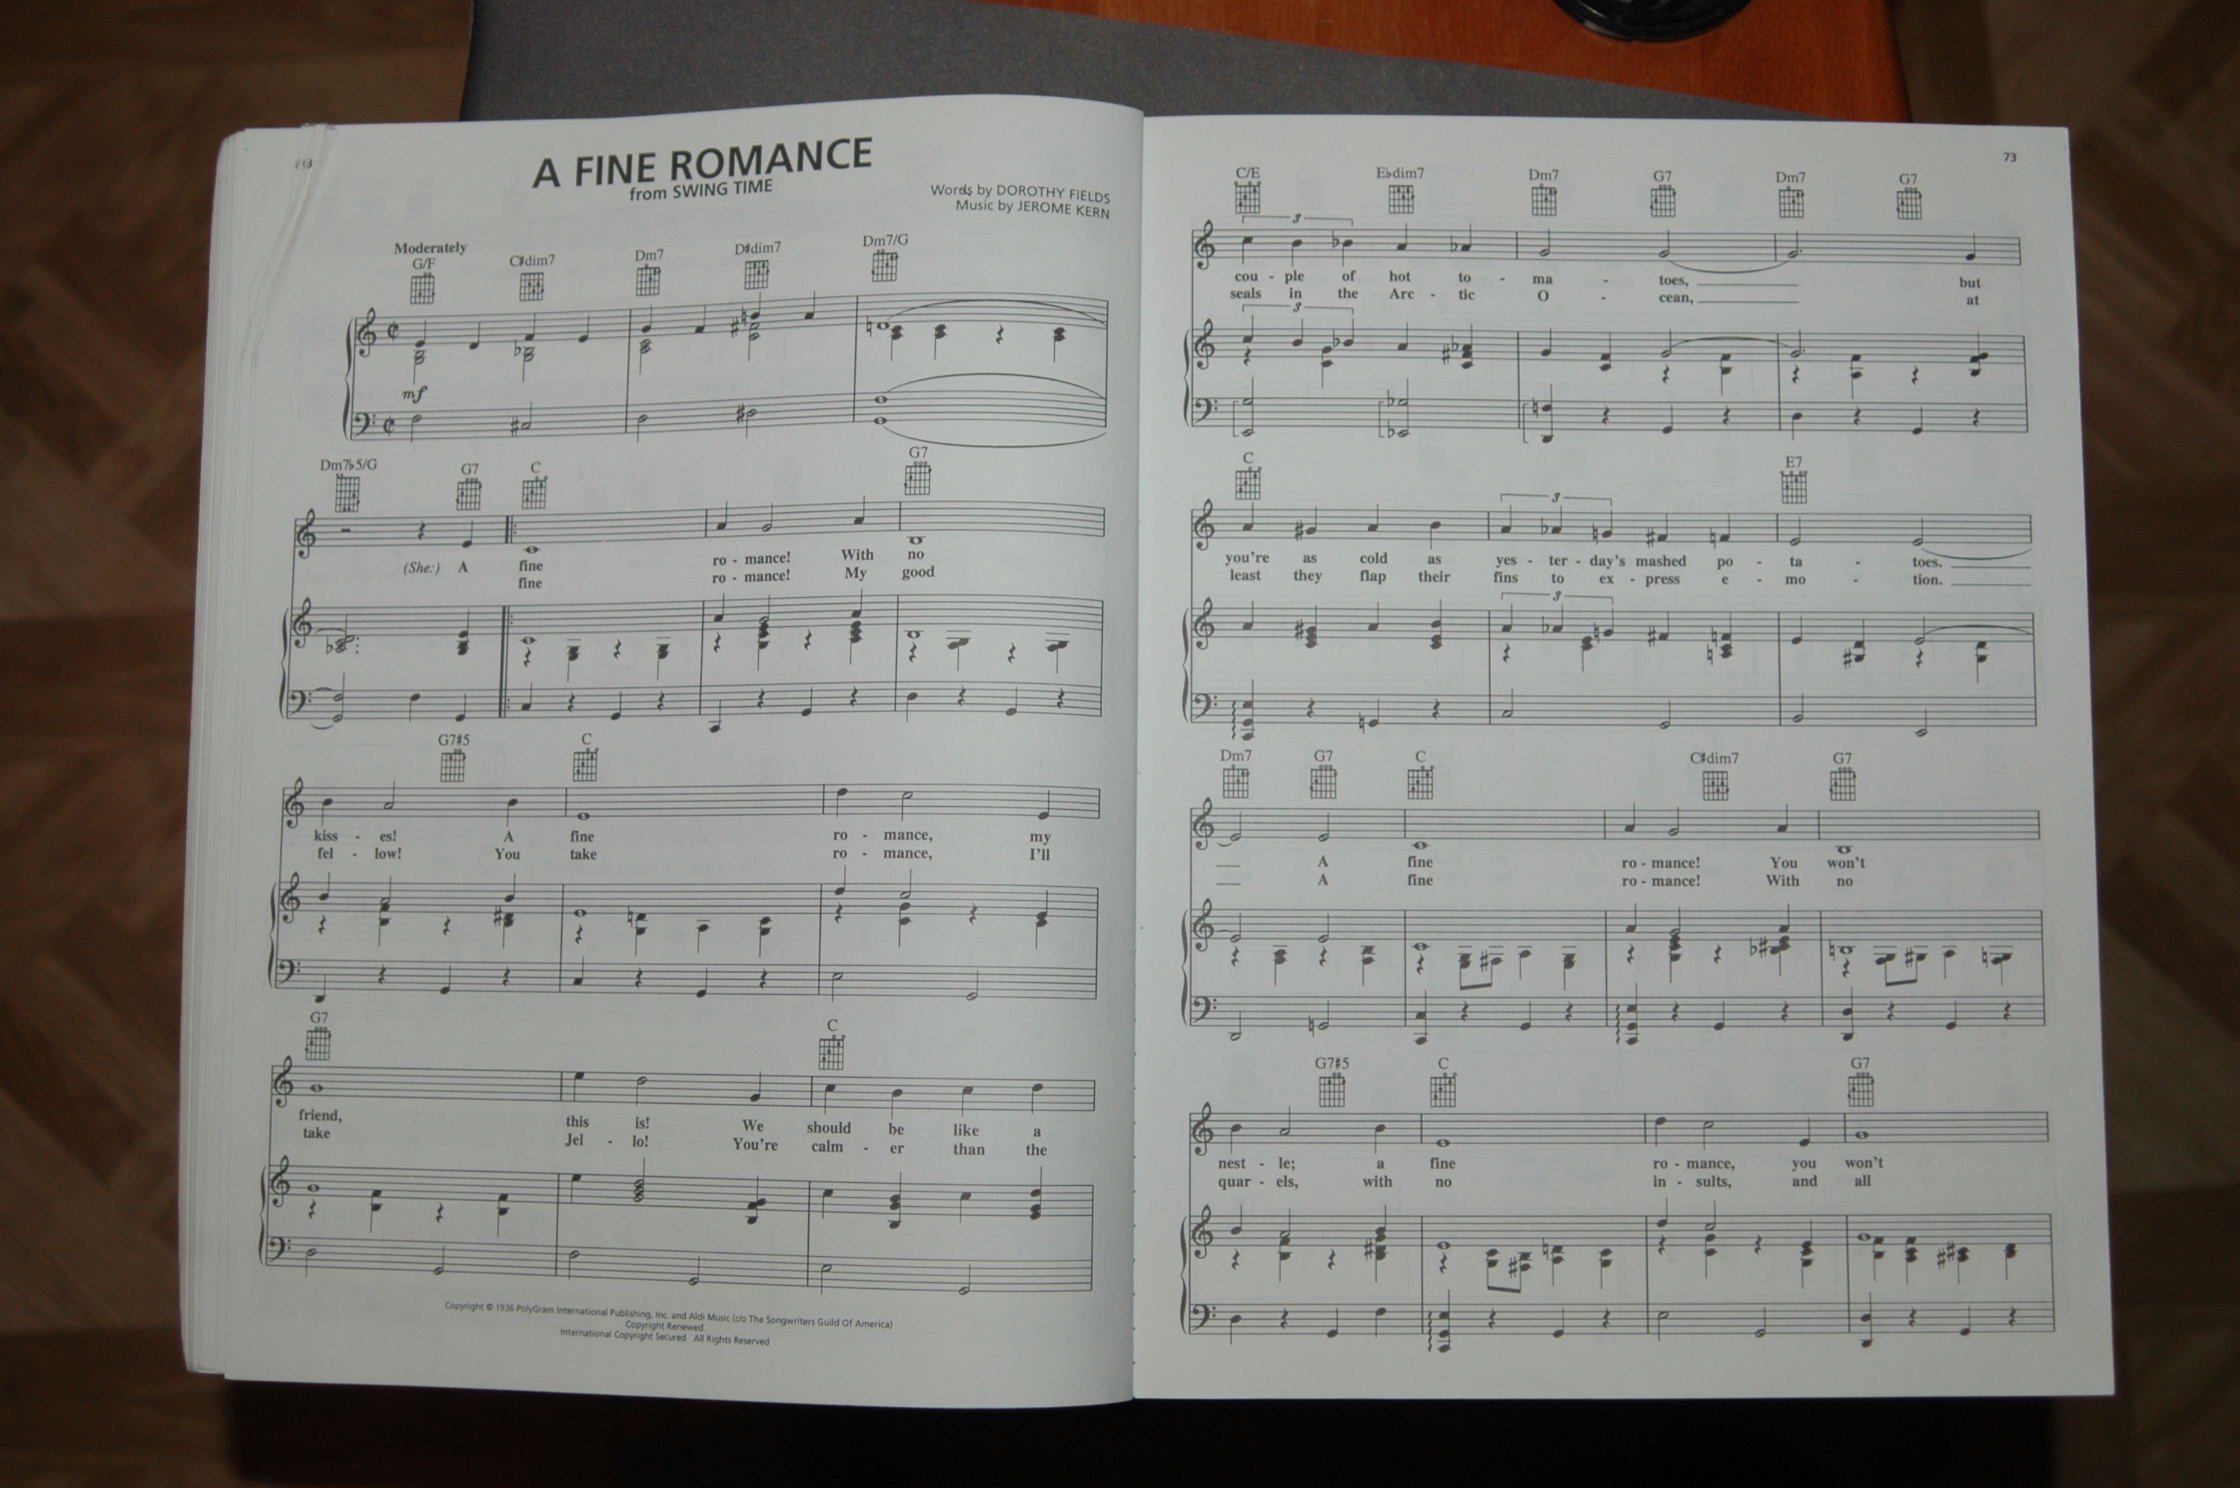 A FINE ROMANCE
from SWING TIME
Words by DOROTHY FIELDS
Music by JEROME KERN
Moderately
G/F C♯dim7 Dm7 D♯dim7 Dm7/G
mf
Dm7♭5/G G7 C G7
(She:) A fine ro - mance! With no
fine ro - mance! My good
G7♯5 C
kiss - es! A fine ro - mance, my
fel - low! You take ro - mance, I'll
G7 C
friend, this is! We should be like a
take Jel - lo! You're calm - er than the
Copyright © 1936 PolyGram International Publishing, Inc. and Aldi Music (c/o The Songwriters Guild Of America)
Copyright Renewed
International Copyright Secured All Rights Reserved
73
C/E E♭dim7 Dm7 G7 Dm7 G7
3
cou - ple of hot to - ma - toes, but
seals in the Arc - tic O - cean, at
3
C E7
3
you're as cold as yes - ter - day's mashed po - ta - toes.
least they flap their fins to ex - press e - mo - tion.
3
Dm7 G7 C C♯dim7 G7
A fine ro - mance! You won't
A fine ro - mance! With no
G7♯5 C G7
nest - le; a fine ro - mance, you won't
quar - els, with no in - sults, and all